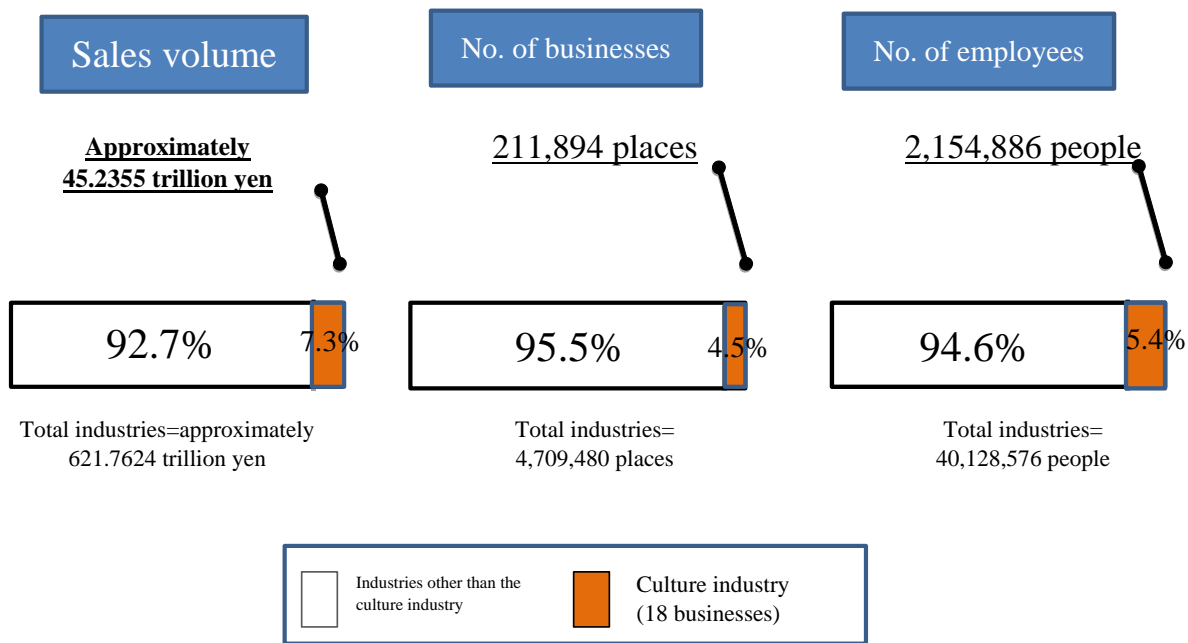 Sales volume
No. of businesses
No. of employees
Approximately
45.2355 trillion yen
211,894 places
2,154,886 people
92.7%
7.3%
95.5%
4.5%
94.6%
5.4%
Total industries=approximately
621.7624 trillion yen
Total industries=
4,709,480 places
Total industries=
40,128,576 people
Industries other than the
culture industry
Culture industry
(18 businesses)